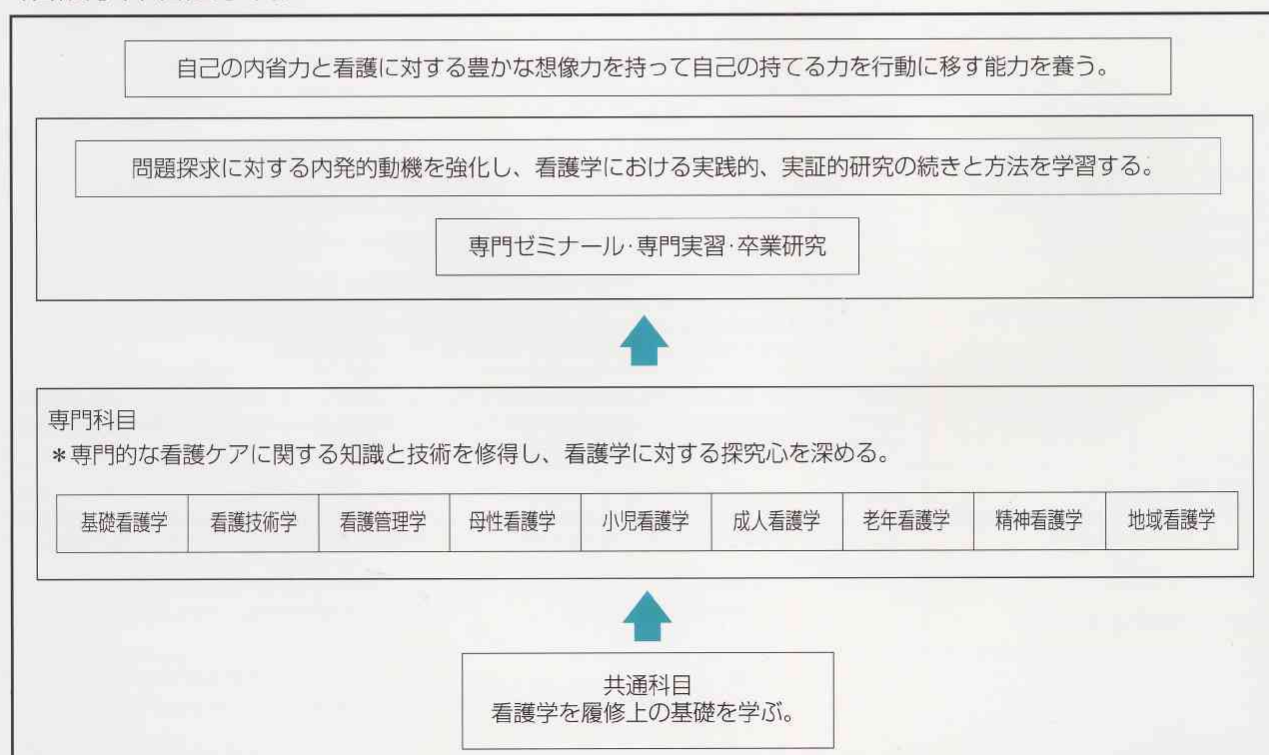 自己の内省力と看護に対する豊かな想像力を持って自己の持てる力を行動に移す能力を養う。
問題探求に対する内発的動機を強化し、看護学における実践的、実証的研究の続きと方法を学習する。
専門ゼミナール・専門実習・卒業研究
専門科目
*専門的な看護ケアに関する知識と技術を修得し、看護学に対する探究心を深める。
基礎看護学 看護技術学 看護管理学 母性看護学 小児看護学 成人看護学 老年看護学 精神看護学 地域看護学
共通科目
看護学を履修上の基礎を学ぶ。